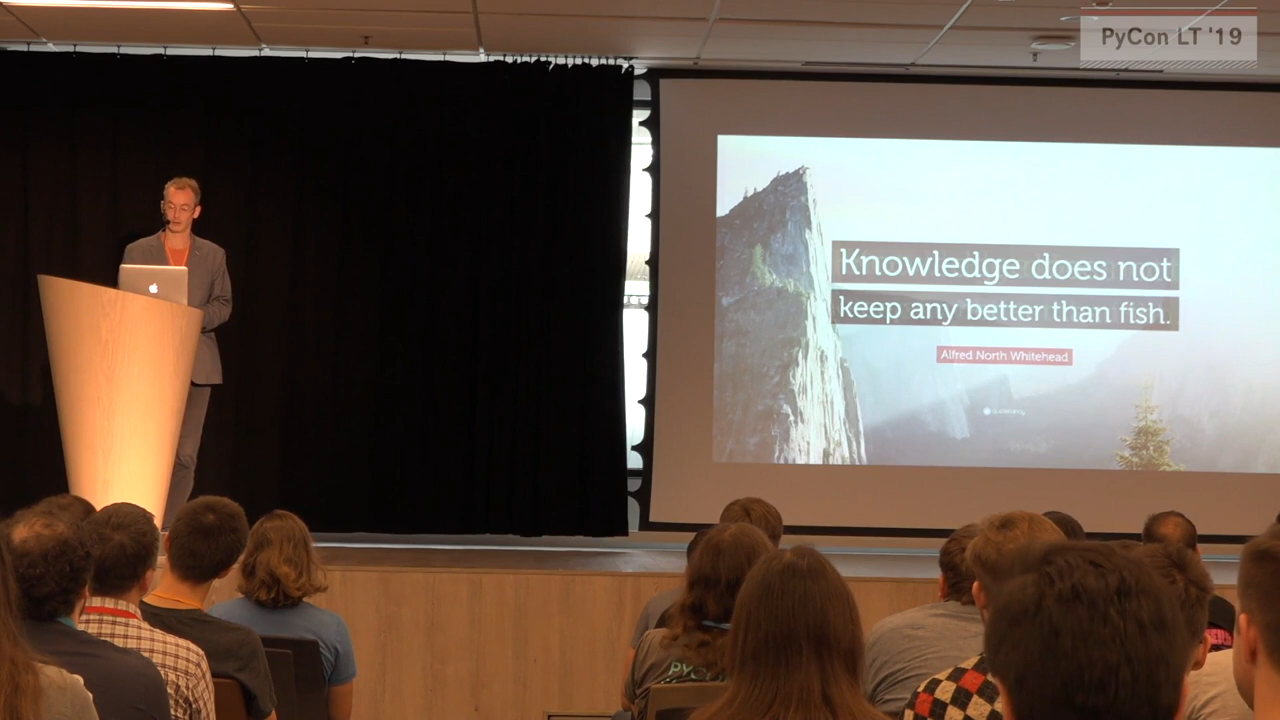 PyCon LT '19
Knowledge does not
keep any better than fish.
Alfred North Whitehead